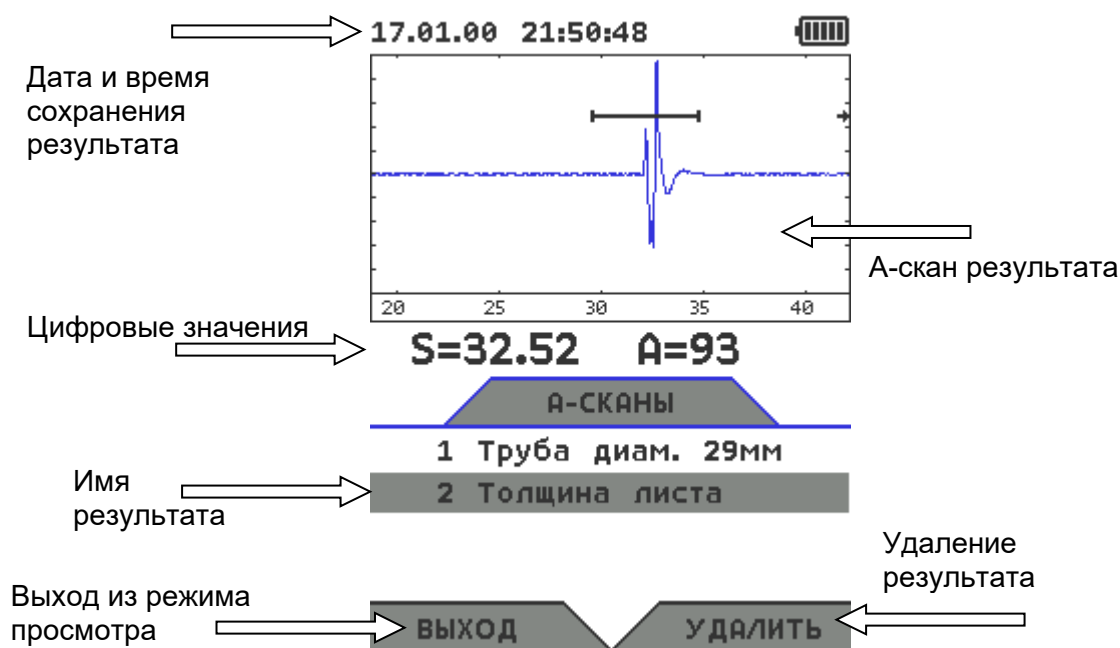 17.01.00 21:50:48
Дата и время
сохранения
результата
А-скан результата
20 25 30 35 40
Цифровые значения
S=32.52 A=93
А-СКАНЫ
1 Труба диам. 29мм
Имя
результата
2 Толщина листа
Удаление
результата
Выход из режима
просмотра
ВЫХОД
УДАЛИТЬ